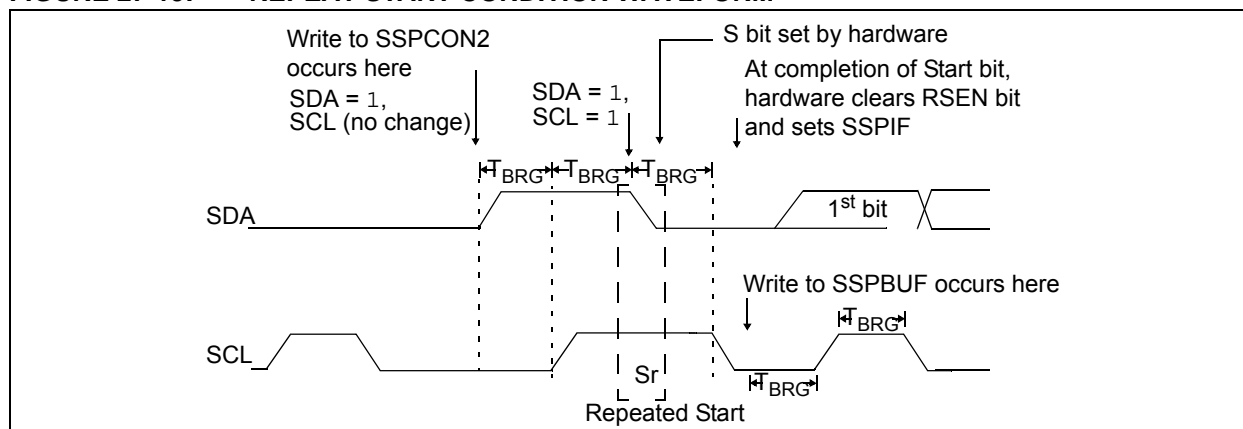 Write to SSPCON2
occurs here
SDA = 1,
SCL (no change)
SDA = 1,
SCL = 1
S bit set by hardware
At completion of Start bit,
hardware clears RSEN bit
and sets SSPIF
TBRG TBRG TBRG
SDA
1st bit
Write to SSPBUF occurs here
TBRG
SCL
Sr
TBRG
Repeated Start